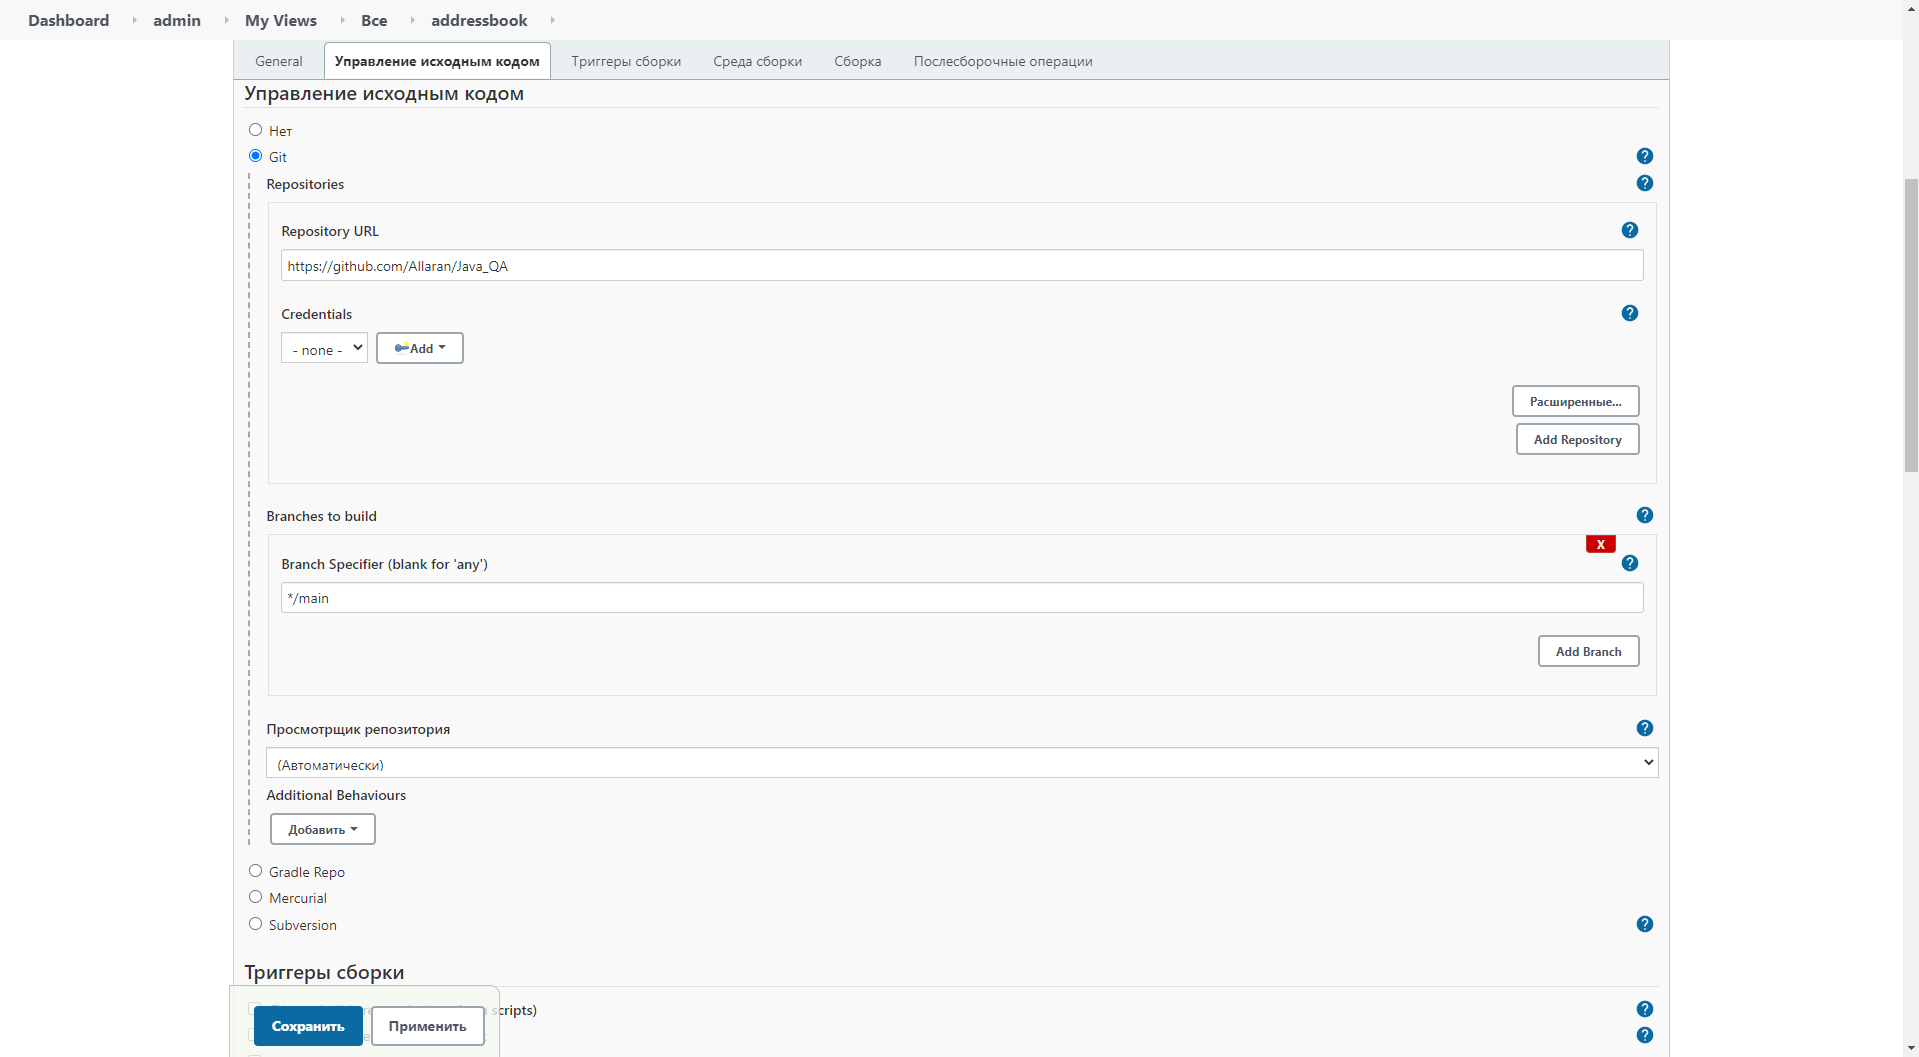 Dashboard admin My Views Все addressbook
General Управление исходным кодом Триггеры сборки Среда сборки Сборка Послесборочные операции
Управление исходным кодом
Нет
Git
?
Repositories
?
Repository URL
?
https://github.com/Allaran/Java_QA
Credentials
?
- none - Add
Расширенные...
Add Repository
Branches to build
?
X
Branch Specifier (blank for 'any')
?
*/main
Add Branch
Просмотрщик репозитория
?
(Автоматически)
Additional Behaviours
Добавить
Gradle Repo
Mercurial
Subversion
?
Триггеры сборки
scripts)
?
Сохранить Применить
?